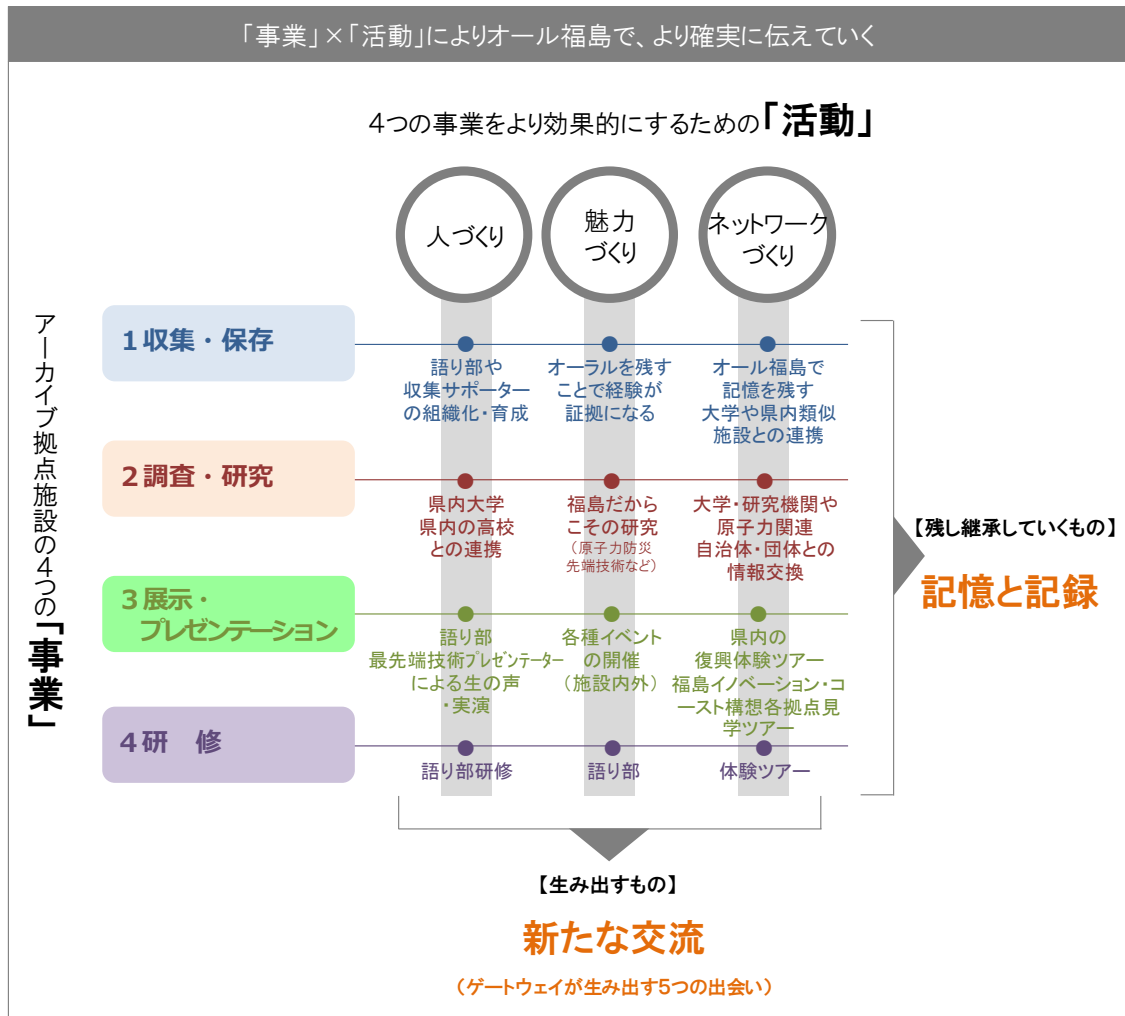 「事業」×「活動」によりオール福島で、より確実に伝えていく
4つの事業をより効果的にするための「活動」
人づくり
魅力
づくり
ネットワーク
づくり
アーカイブ拠点施設の4つの「事業」
1収集・保存
語り部や
収集サポーター
の組織化・育成
オーラルを残す
ことで経験が
証拠になる
オール福島で
記憶を残す
大学や県内類似
施設との連携
2調査・研究
県内大学
県内の高校
との連携
福島だから
こその研究
(原子力防災
先端技術など)
大学・研究機関や
原子力関連
自治体・団体との
情報交換
3展示・
プレゼンテーション
語り部
最先端技術プレゼンテーター
による生の声
・実演
各種イベント
の開催
(施設内外)
県内の
復興体験ツアー
福島イノベーション・コ
ースト構想各拠点見
学ツアー
4研 修
語り部研修
語り部
体験ツアー
【残し継承していくもの】
記憶と記録
【生み出すもの】
新たな交流
(ゲートウェイが生み出す5つの出会い)